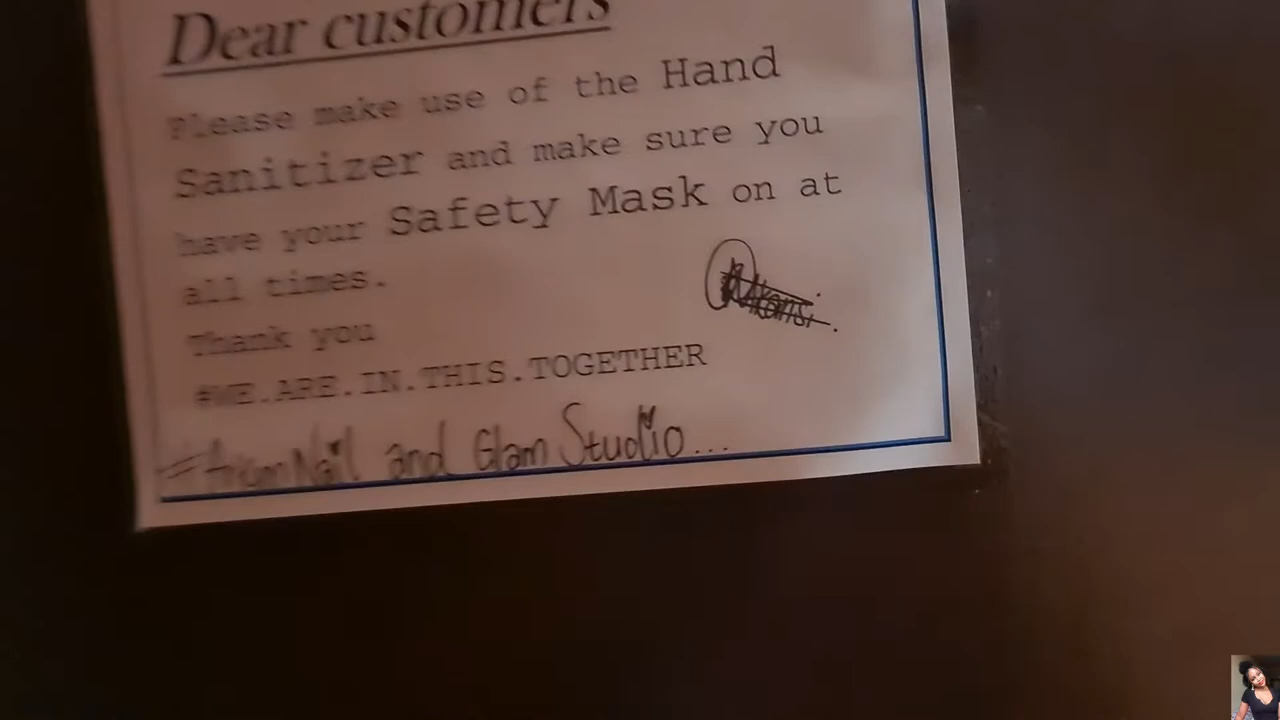 Dear customers
Please make use of the Hand
Sanitizer and make sure you
have your Safety Mask on at
all times.
Thank you
#WE.ARE.IN.THIS.TOGETHER
Nail and Glam Studio...